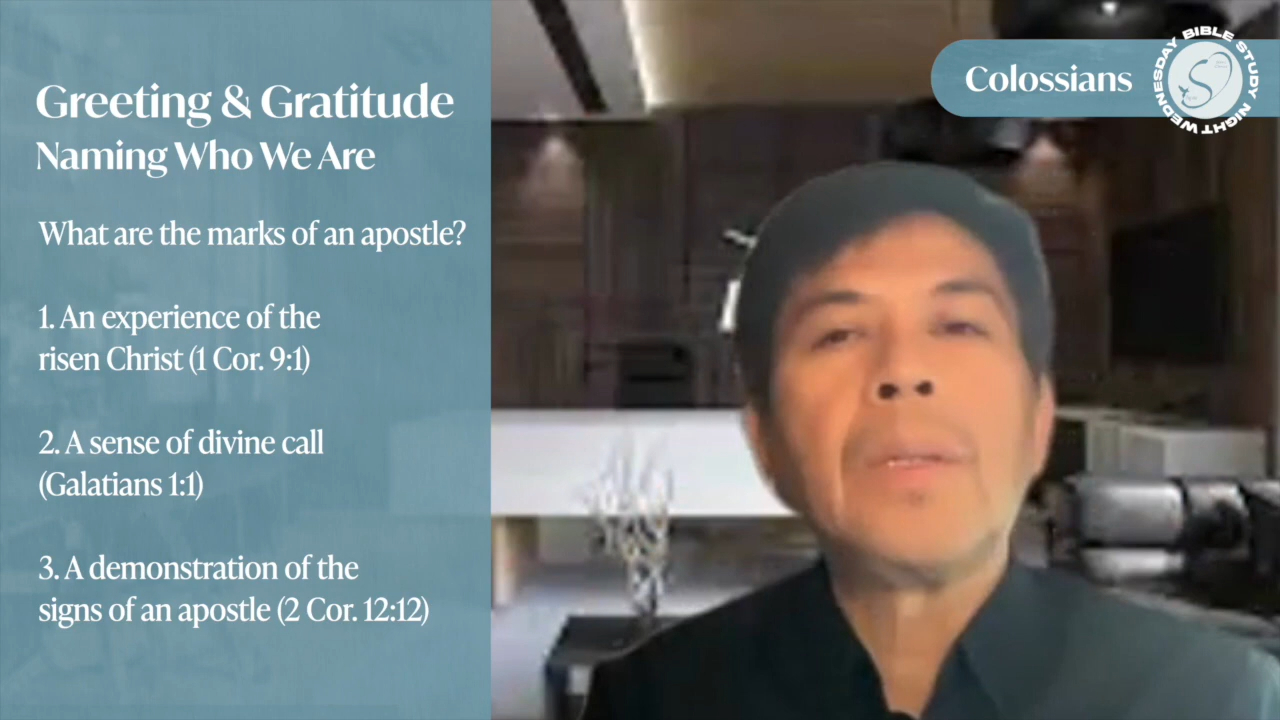 Greeting & Gratitude
Naming Who We Are
What are the marks of an apostle?
1. An experience of the
risen Christ (1 Cor. 9:1)
2. A sense of divine call
(Galatians 1:1)
3. A demonstration of the
signs of an apostle (2 Cor. 12:12)
Colossians
WEDNESDAY BIBLE STUDY NIGHT